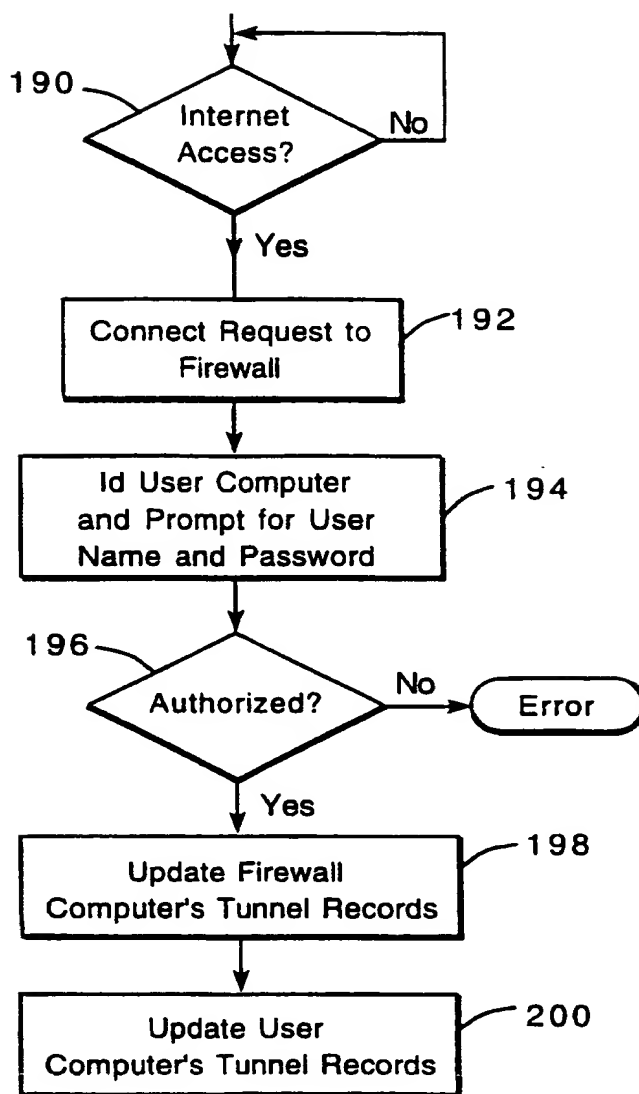 190
Internet
Access?
No
Yes
Connect Request to
Firewall
192
Id User Computer
and Prompt for User
Name and Password
194
196
Authorized?
No
Error
Yes
Update Firewall
Computer's Tunnel Records
198
Update User
Computer's Tunnel Records
200